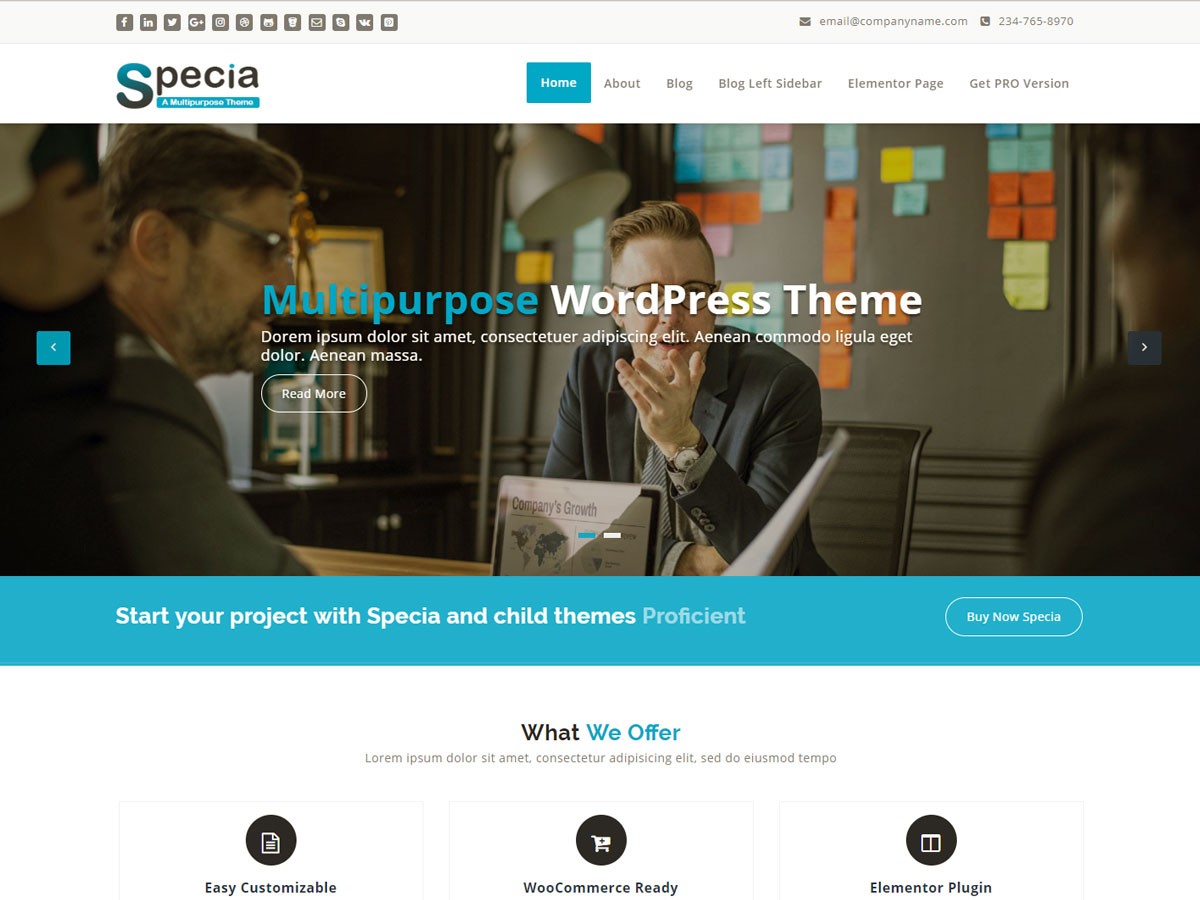 email@companyname.com 234-765-8970
Specia
A Multipurpose Theme
Home About Blog Blog Left Sidebar Elementor Page Get PRO Version
Multipurpose WordPress Theme
Dorem ipsum dolor sit amet, consectetuer adipiscing elit. Aenean commodo ligula eget
dolor. Aenean massa.
Read More
Company's Growth
Start your project with Specia and child themes Proficient
Buy Now Specia
What We Offer
Lorem ipsum dolor sit amet, consectetur adipisicing elit, sed do eiusmod tempo
Easy Customizable
WooCommerce Ready
Elementor Plugin